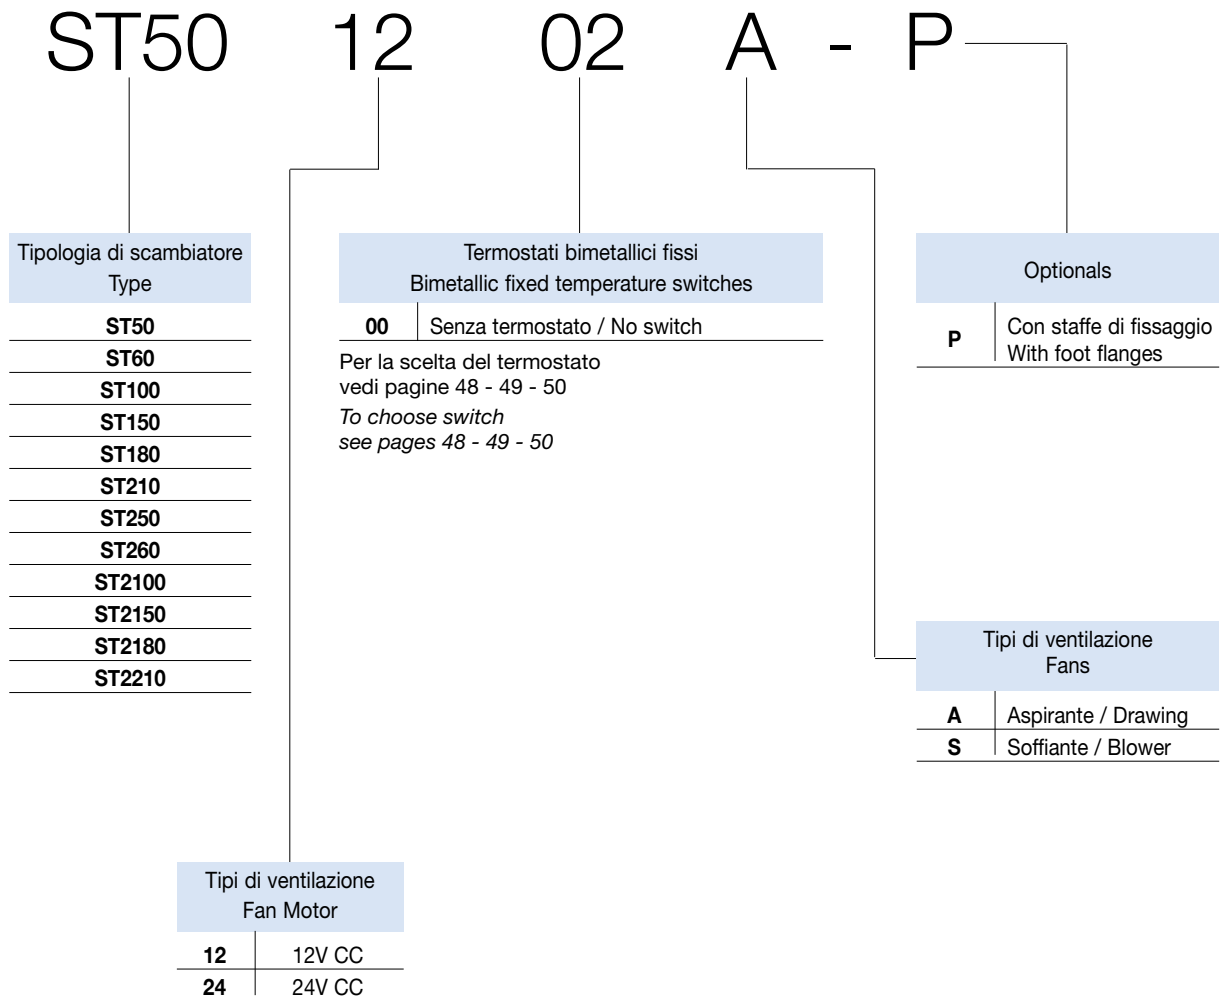 ST50 12 02 A - P
Tipologia di scambiatore
Type
ST50
ST60
ST100
ST150
ST180
ST210
ST250
ST260
ST2100
ST2150
ST2180
ST2210
Termostati bimetallici fissi
Bimetallic fixed temperature switches
00 Senza termostato / No switch
Per la scelta del termostato
vedi pagine 48 - 49 - 50
To choose switch
see pages 48 - 49 - 50
Optionals
P Con staffe di fissaggio
With foot flanges
Tipi di ventilazione
Fans
A Aspirante / Drawing
S Soffiante / Blower
Tipi di ventilazione
Fan Motor
12 12V CC
24 24V CC